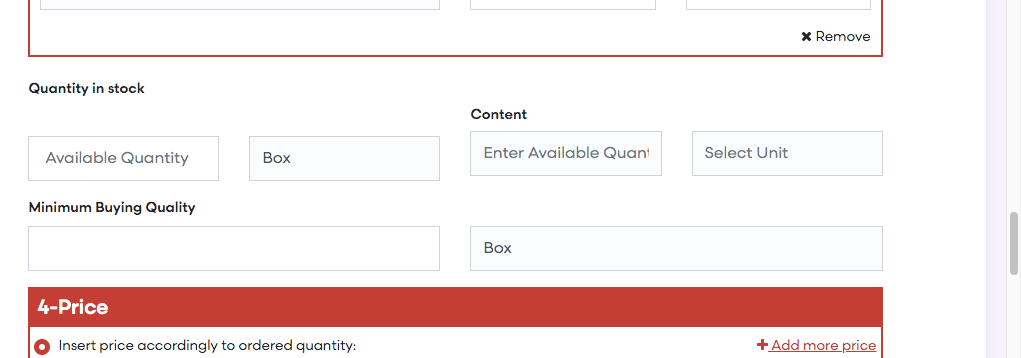 ✖ Remove
Quantity in stock
Content
Available Quantity
Box
Enter Available Quant
Select Unit
Minimum Buying Quality
Box
4-Price
Insert price accordingly to ordered quantity:
+ Add more price